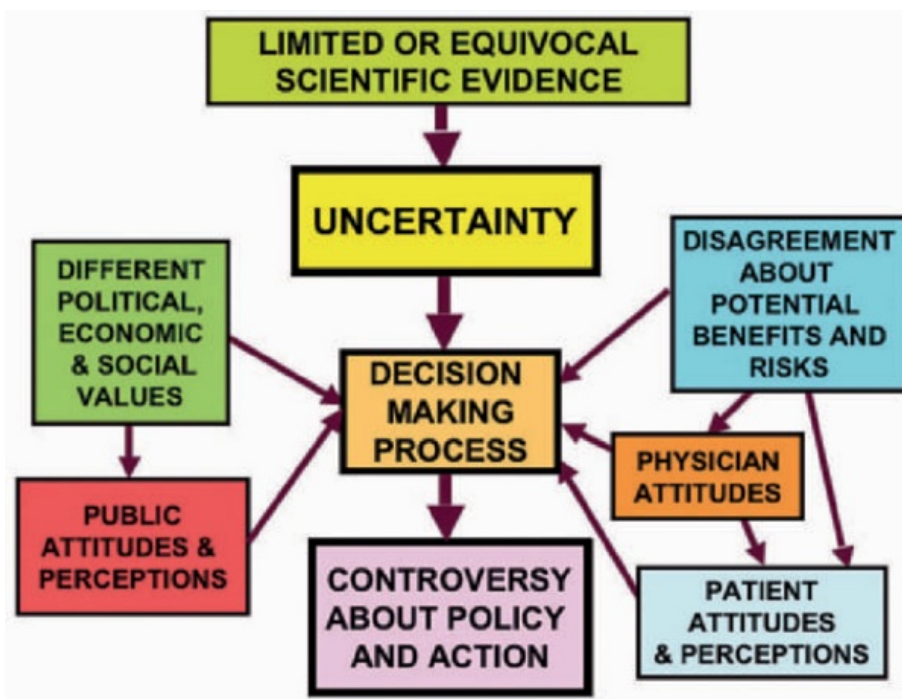 LIMITED OR EQUIVOCAL
SCIENTIFIC EVIDENCE
UNCERTAINTY
DIFFERENT
POLITICAL,
ECONOMIC
& SOCIAL
VALUES
DISAGREEMENT
ABOUT
POTENTIAL
BENEFITS AND
RISKS
DECISION
MAKING
PROCESS
PHYSICIAN
ATTITUDES
PUBLIC
ATTITUDES &
PERCEPTIONS
CONTROVERSY
ABOUT POLICY
AND ACTION
PATIENT
ATTITUDES
& PERCEPTIONS